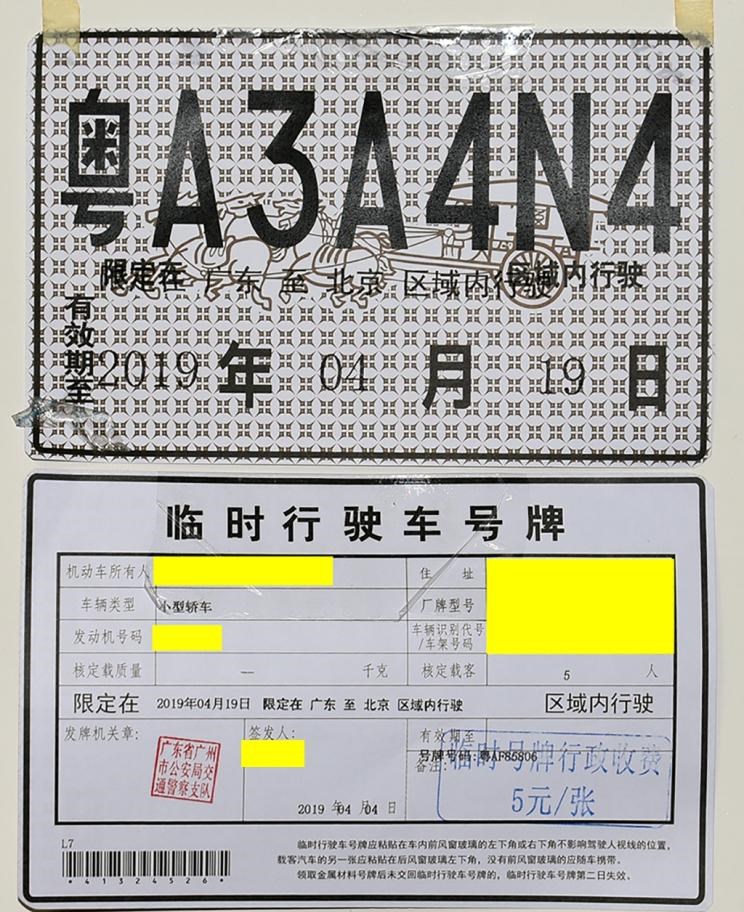 粤A3A4N4
限定在 广东 至 北京 区域内行驶 区域内行驶
有效期至 2019 年 04 月 19 日
临时行驶车号牌
机动车所有人
住 址
车辆类型 小型轿车
厂牌型号
发动机号码
车辆识别代号
/车架号码
核定载质量 — 千克
核定载客 5 人
限定在 2019年04月19日 限定在 广东 至 北京 区域内行驶 区域内行驶
发牌机关章:
签发人:
有效期至
号牌号码:粤AF85806
备注:
广东省广州
市公安局交
通警察支队
临时号牌行政收费
5元/张
2019 年 04 月 04 日
L7
*41324526*
临时行驶车号牌应粘贴在车内前风窗玻璃的左下角或右下角不影响驾驶人视线的位置,
载客汽车的另一张应粘贴在后风窗玻璃左下角,没有前风窗玻璃的应随车携带。
领取金属材料号牌后未交回临时行驶车号牌的,临时行驶车号牌第二日失效。